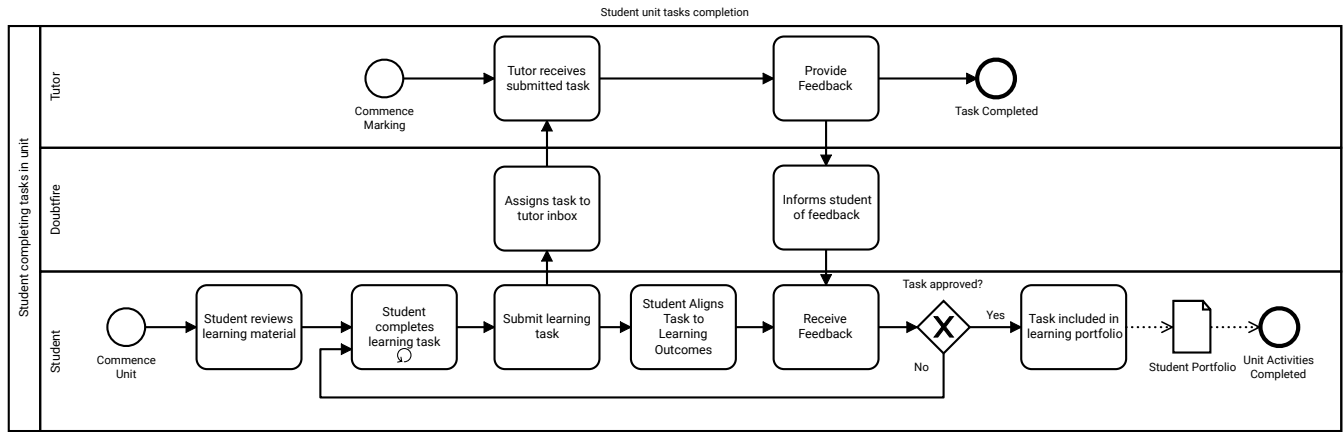 Student unit tasks completion
Student completing tasks in unit
Tutor
Commence
Marking
Tutor receives
submitted task
Provide
Feedback
Task Completed
Doubtfire
Assigns task to
tutor inbox
Informs student
of feedback
Student
Commence
Unit
Student reviews
learning material
Student
completes
learning task
Submit learning
task
Student Aligns
Task to
Learning
Outcomes
Receive
Feedback
Task approved?
Yes
No
Task included in
learning portfolio
Student Portfolio
Unit Activities
Completed